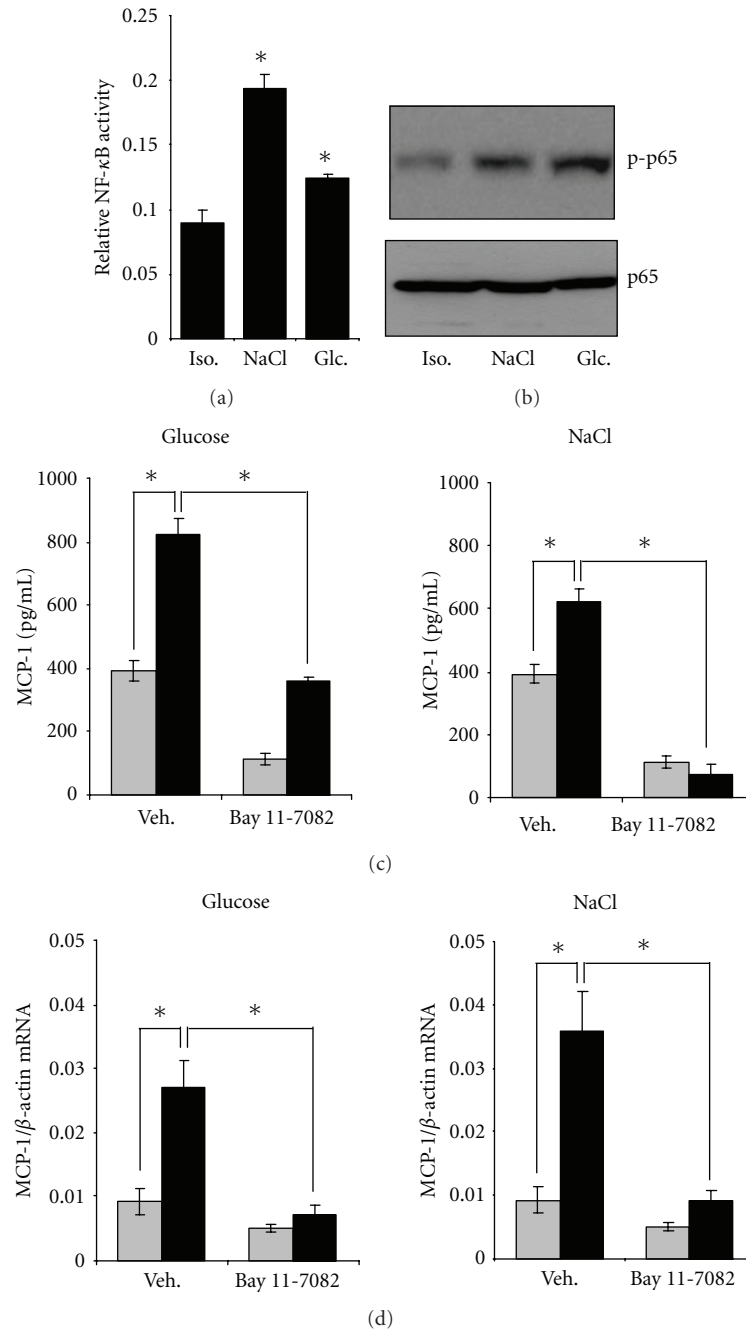 Relative NF-κB activity
0.25
0.2
0.15
0.1
0.05
0
*
*
Iso. NaCl Glc.
(a)
p-p65
p65
Iso. NaCl Glc.
(b)
Glucose
MCP-1 (pg/mL)
1000
800
600
400
200
0
* *
Veh. Bay 11-7082
NaCl
MCP-1 (pg/mL)
1000
800
600
400
200
0
* *
Veh. Bay 11-7082
(c)
Glucose
MCP-1/β-actin mRNA
0.05
0.04
0.03
0.02
0.01
0
* *
Veh. Bay 11-7082
NaCl
MCP-1/β-actin mRNA
0.05
0.04
0.03
0.02
0.01
0
* *
Veh. Bay 11-7082
(d)